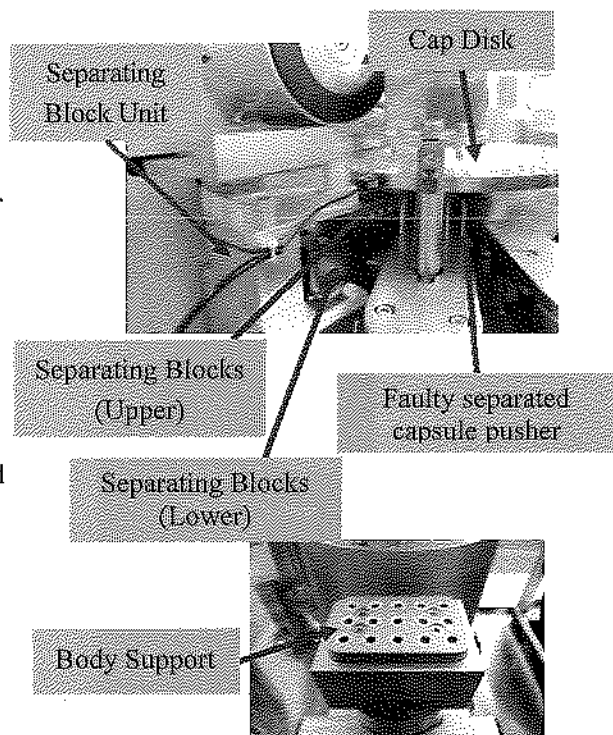 Cap Disk
Separating
Block Unit
Separating Blocks
(Upper)
Faulty separated
capsule pusher
Separating Blocks
(Lower)
Body Support